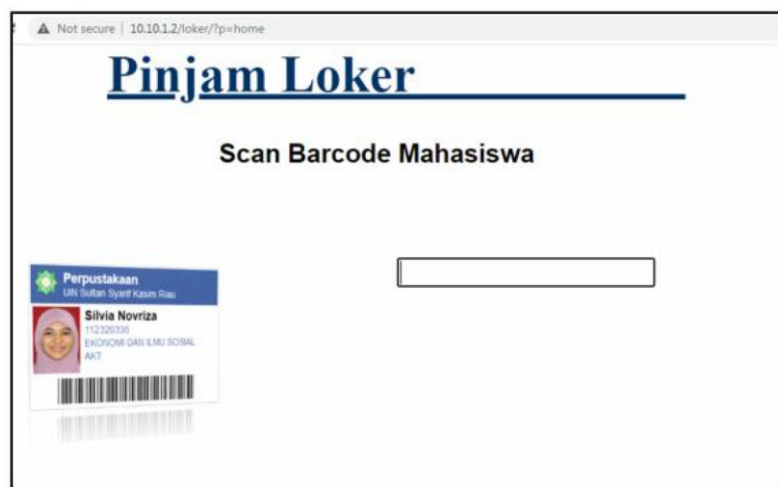 Not secure | 10.10.1.2/loker/?p=home
Pinjam Loker
Scan Barcode Mahasiswa
Perpustakaan
UIN Sultan Syarif Kasim Riau
Silvia Novriza
112320335
EKONOMI DAN ILMU SOSIAL
AKT